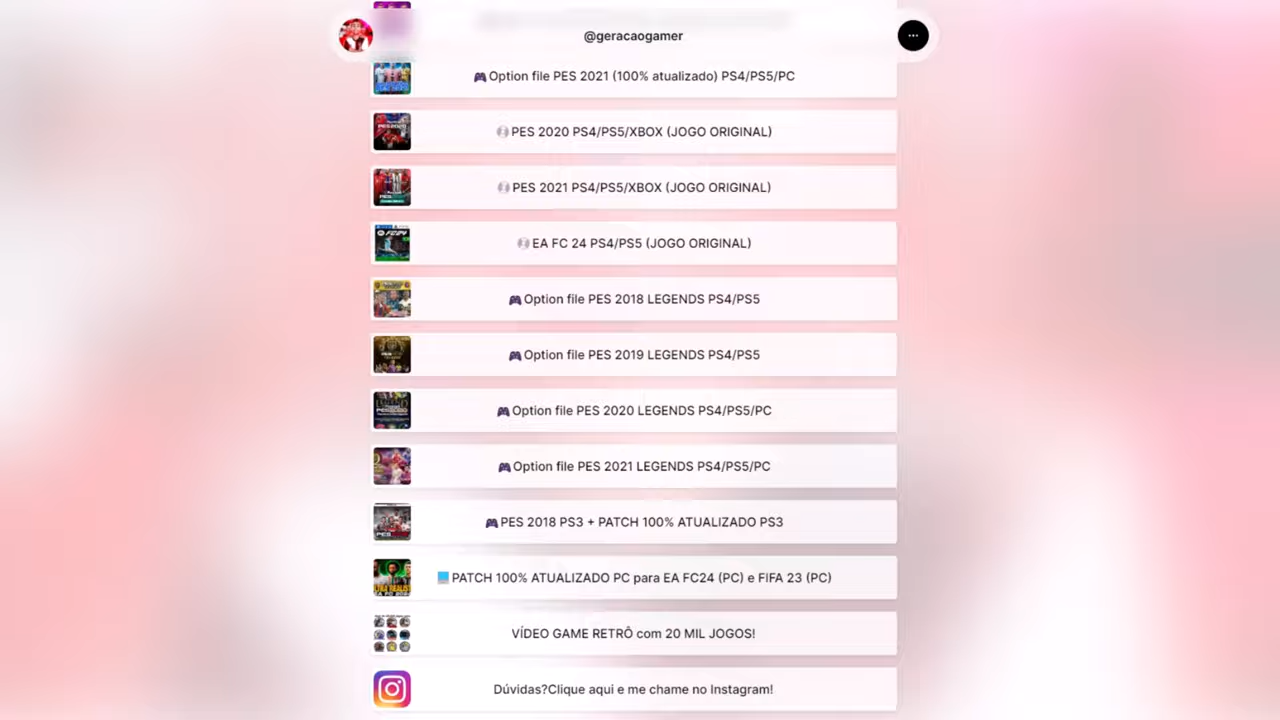 @geracaogamer
Option file PES 2021 (100% atualizado) PS4/PS5/PC
PES 2020 PS4/PS5/XBOX (JOGO ORIGINAL)
PES 2021 PS4/PS5/XBOX (JOGO ORIGINAL)
EA FC 24 PS4/PS5 (JOGO ORIGINAL)
Option file PES 2018 LEGENDS PS4/PS5
Option file PES 2019 LEGENDS PS4/PS5
Option file PES 2020 LEGENDS PS4/PS5/PC
Option file PES 2021 LEGENDS PS4/PS5/PC
PES 2018 PS3 + PATCH 100% ATUALIZADO PS3
PATCH 100% ATUALIZADO PC para EA FC24 (PC) e FIFA 23 (PC)
VÍDEO GAME RETRÔ com 20 MIL JOGOS!
Dúvidas?Clique aqui e me chame no Instagram!